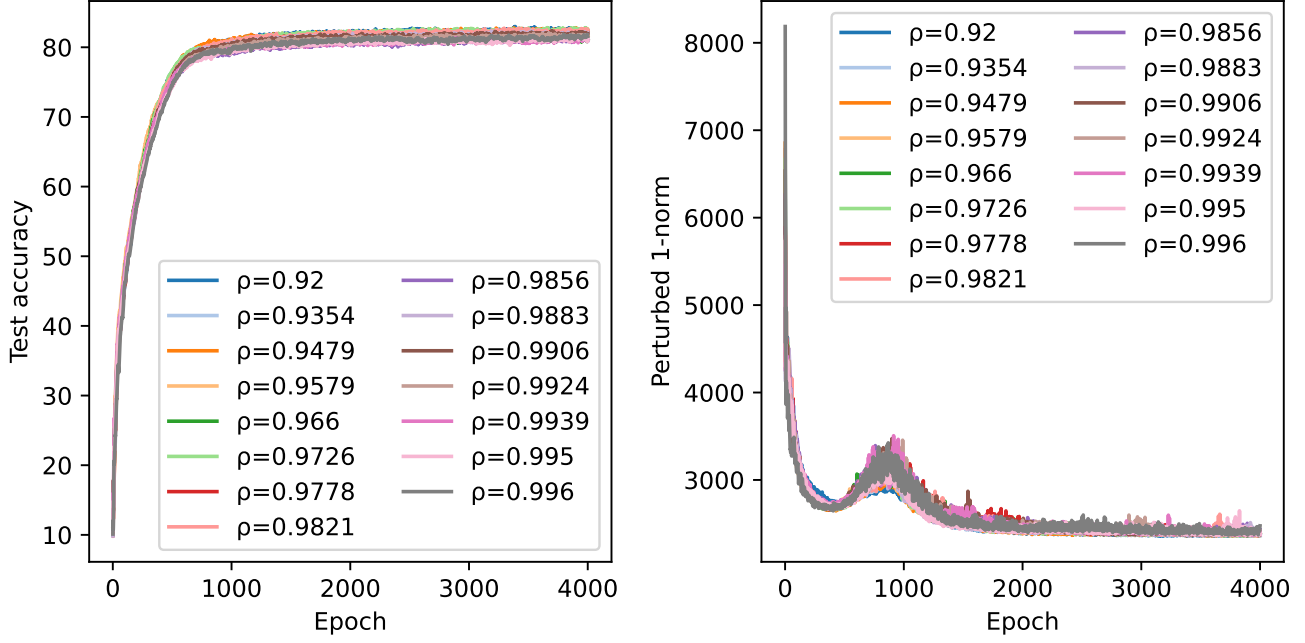 80
70
60
50
40
30
20
10
Test accuracy
ρ=0.92
ρ=0.9354
ρ=0.9479
ρ=0.9579
ρ=0.966
ρ=0.9726
ρ=0.9778
ρ=0.9821
ρ=0.9856
ρ=0.9883
ρ=0.9906
ρ=0.9924
ρ=0.9939
ρ=0.995
ρ=0.996
0 1000 2000 3000 4000
Epoch
8000
7000
6000
5000
4000
3000
Perturbed 1-norm
ρ=0.92
ρ=0.9354
ρ=0.9479
ρ=0.9579
ρ=0.966
ρ=0.9726
ρ=0.9778
ρ=0.9821
ρ=0.9856
ρ=0.9883
ρ=0.9906
ρ=0.9924
ρ=0.9939
ρ=0.995
ρ=0.996
0 1000 2000 3000 4000
Epoch